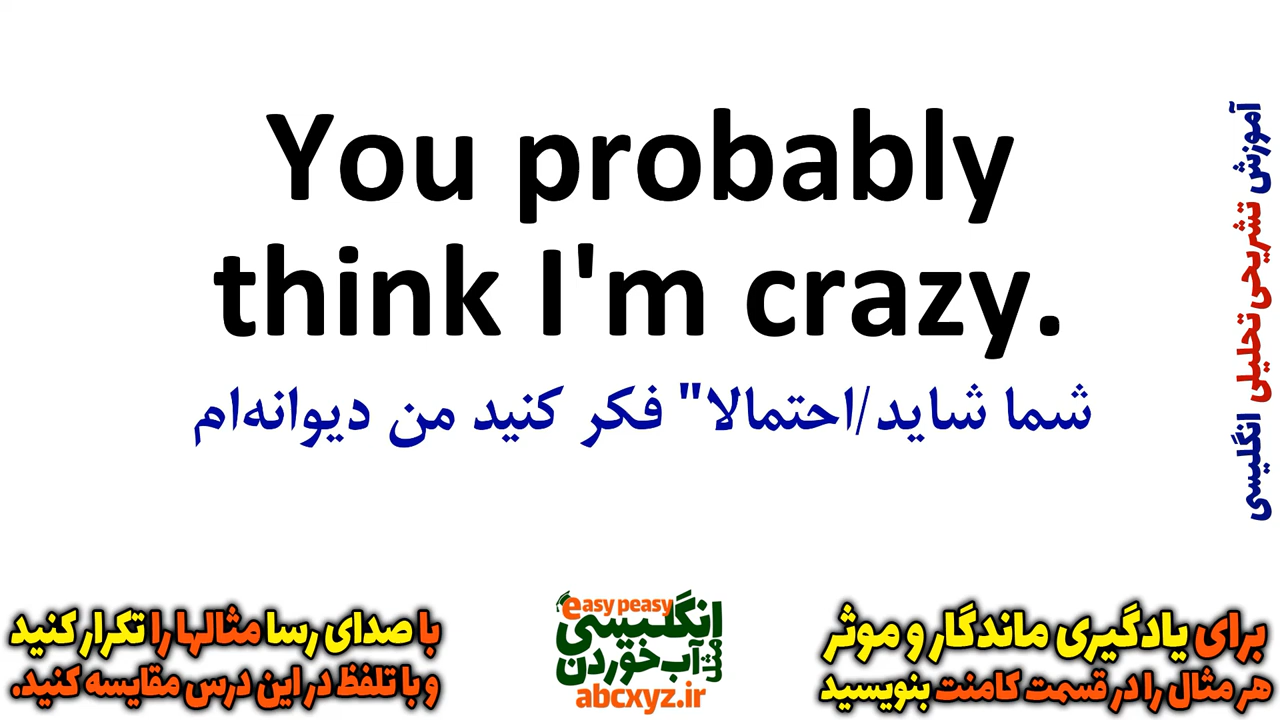 You probably
think I'm crazy.
شما شاید/احتمالا" فکر کنید من دیوانه‌ام
آموزش تشریحی تحلیلی انگلیسی
برای یادگیری ماندگار و موثر
هر مثال را در قسمت کامنت بنویسید
easy peasy
انگلیسی
مثل آب خوردن
abcxyz.ir
با صدای رسا مثالها را تکرار کنید
و با تلفظ در این درس مقایسه کنید.